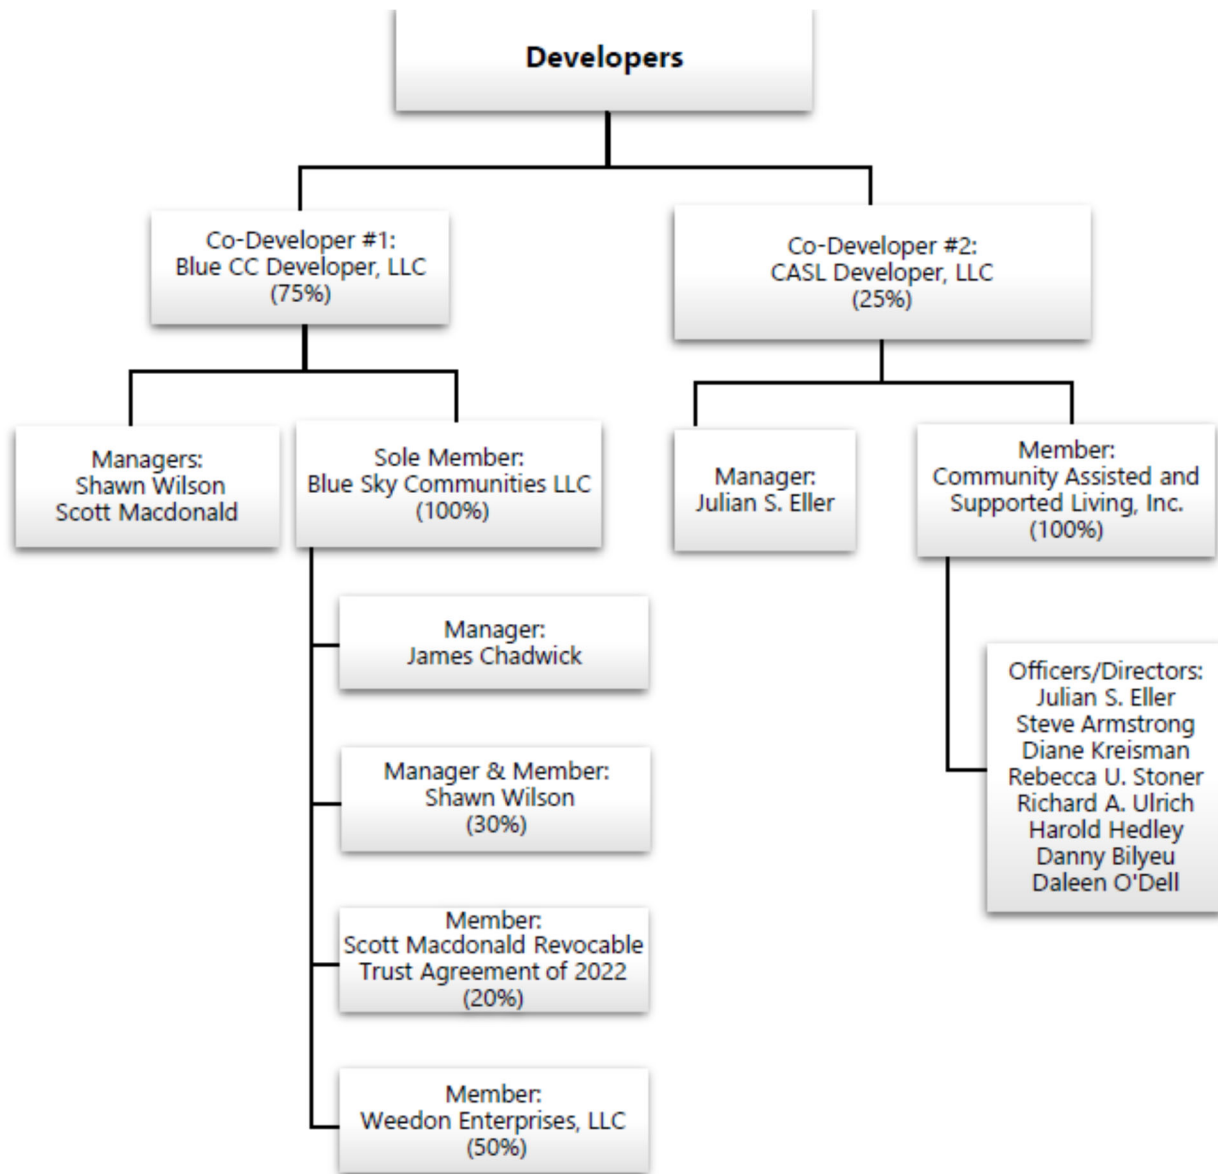 Developers
Co-Developer #1:
Blue CC Developer, LLC
(75%)
Co-Developer #2:
CASL Developer, LLC
(25%)
Managers:
Shawn Wilson
Scott Macdonald
Sole Member:
Blue Sky Communities LLC
(100%)
Manager:
Julian S. Eller
Member:
Community Assisted and
Supported Living, Inc.
(100%)
Manager:
James Chadwick
Manager & Member:
Shawn Wilson
(30%)
Member:
Scott Macdonald Revocable
Trust Agreement of 2022
(20%)
Member:
Weedon Enterprises, LLC
(50%)
Officers/Directors:
Julian S. Eller
Steve Armstrong
Diane Kreisman
Rebecca U. Stoner
Richard A. Ulrich
Harold Hedley
Danny Bilyeu
Daleen O'Dell